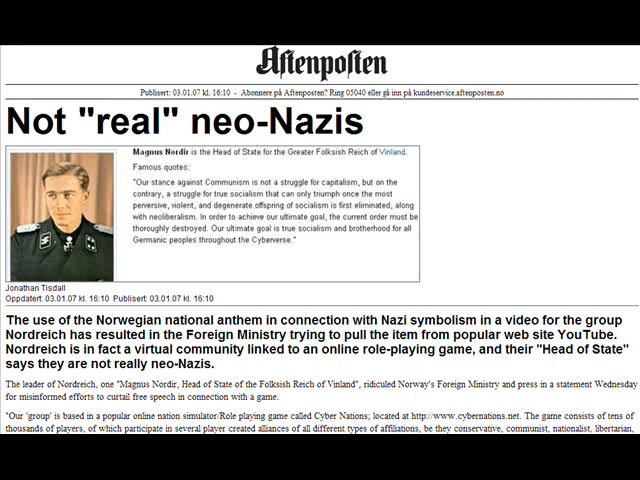 Aftenposten
Publisert: 03.01.07 kl. 16:10 - Abonnere på Aftenposten? Ring 05040 eller gå inn på kundeservice.aftenposten.no
Not "real" neo-Nazis
Magnus Nordir is the Head of State for the Greater Folksish Reich of Vinland.
Famous quotes:
"Our stance against Communism is not a struggle for capitalism, but on the
contrary, a struggle for true socialism that can only triumph once the most
perversive, violent, and degenerate offspring of socialism is first eliminated, along
with neoliberalism. In order to achieve our ultimate goal, the current order must be
thoroughly destroyed. Our ultimate goal is true socialism and brotherhood for all
Germanic peoples throughout the Cyberverse."
Jonathan Tisdall
Oppdatert: 03.01.07 kl. 16:10 Publisert: 03.01.07 kl. 16:10
The use of the Norwegian national anthem in connection with Nazi symbolism in a video for the group
Nordreich has resulted in the Foreign Ministry trying to pull the item from popular web site YouTube.
Nordreich is in fact a virtual community linked to an online role-playing game, and their "Head of State"
says they are not really neo-Nazis.
The leader of Nordreich, one "Magnus Nordir, Head of State of the Folksish Reich of Vinland", ridiculed Norway's Foreign Ministry and press in a statement Wednesday
for misinformed efforts to curtail free speech in connection with a game.
"Our 'group' is based in a popular online nation simulator/Role playing game called Cyber Nations; located at http://www.cybernations.net. The game consists of tens of
thousands of players, of which participate in several player created alliances of all different types of affiliations, be they conservative, communist, nationalist, libertarian,